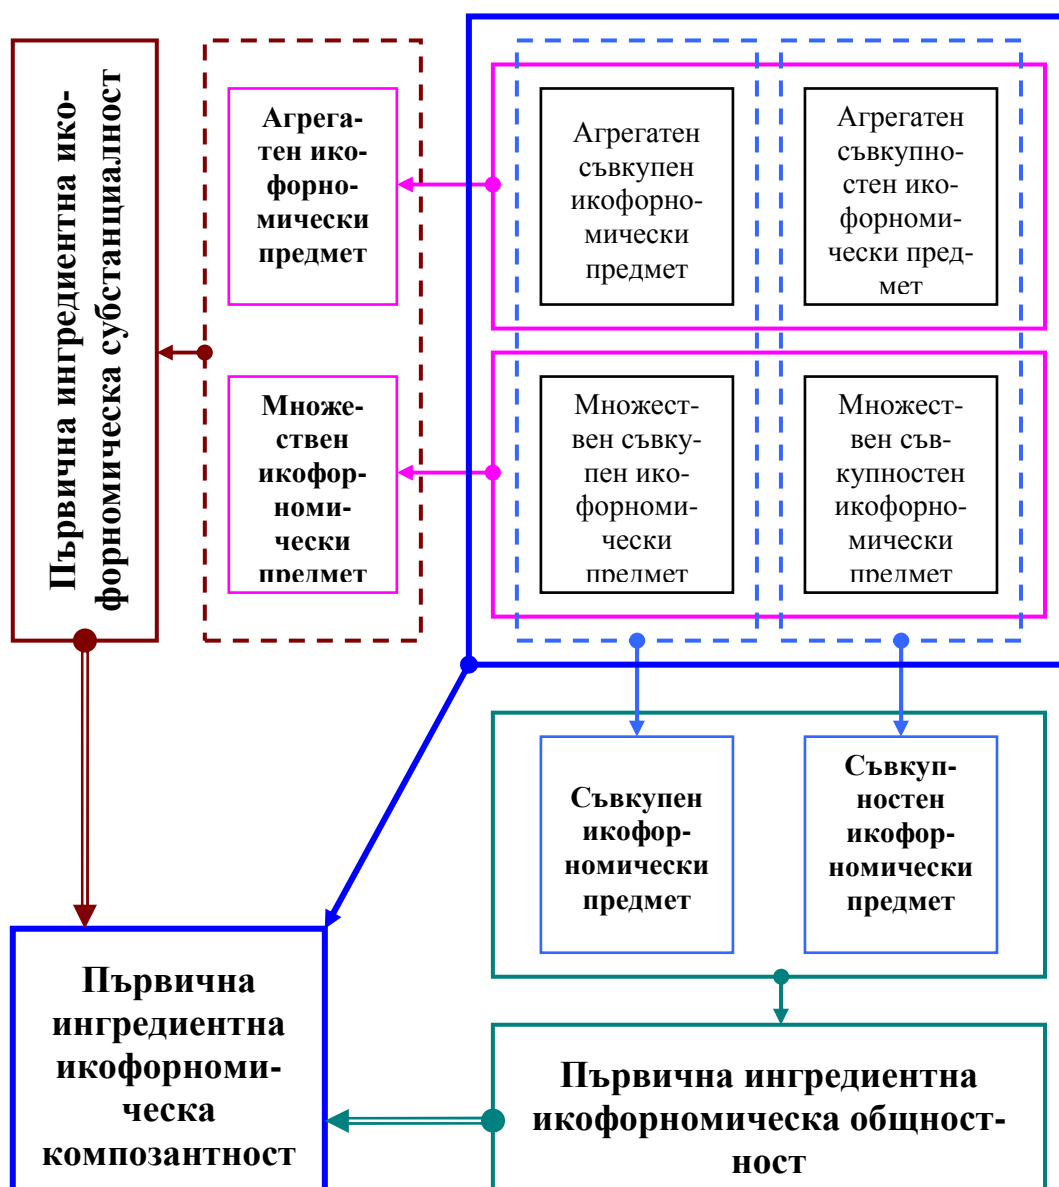 Първична ингредиентна ико-
форномическа субстанциалност
Агрега-
тен ико-
форно-
мически
предмет
Агрегатен
съвкупен
икофорно-
мически
предмет
Агрегатен
съвкупно-
стен ико-
форноми-
чески пред-
мет
Множе-
ствен
икофор-
номи-
чески
предмет
Множест-
вен съвку-
пен ико-
форноми-
чески
предмет
Множест-
вен съв-
купностен
икофорно-
мически
предмет
Съвкупен
икофор-
номически
предмет
Съвкуп-
ностен
икофор-
номически
предмет
Първична
ингредиентна
икофорноми-
ческа
композантност
Първична ингредиентна
икофорномическа общност-
ност